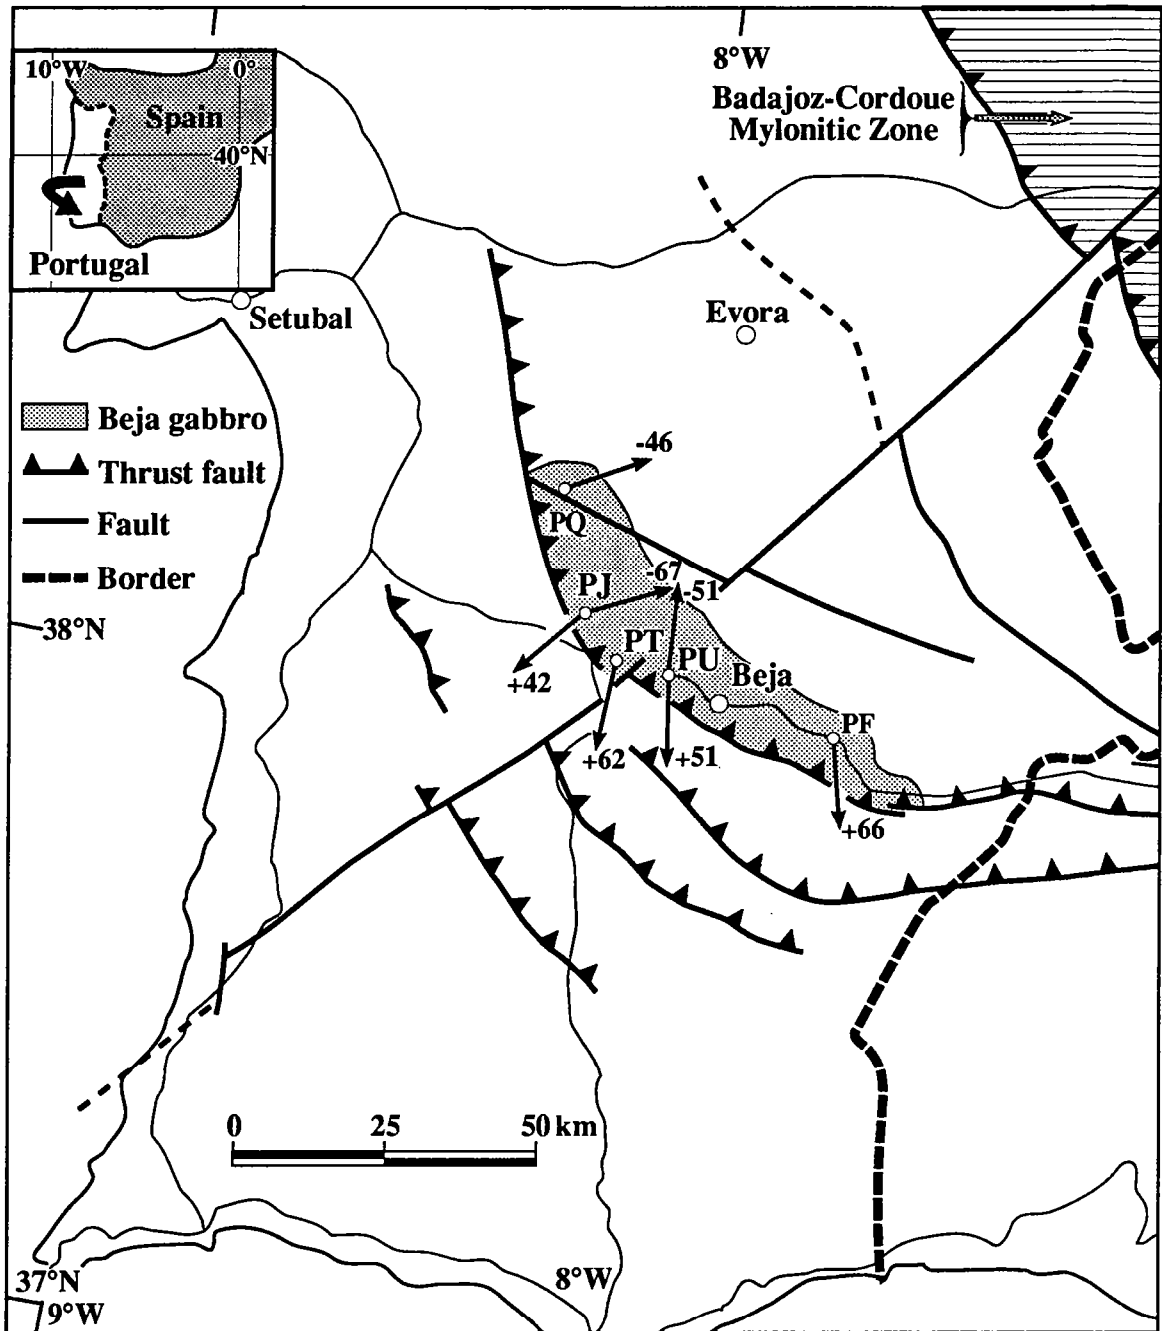 8°W
Badajoz-Cordoue
Mylonitic Zone
10°W
0°
Spain
40°N
Portugal
Setubal
Evora
Beja gabbro
Thrust fault
Fault
Border
-46
PQ
-67
-51
PJ
38°N
PT
PU
Beja
+42
PF
+62
+51
+66
0
25
50 km
37°N
9°W
8°W